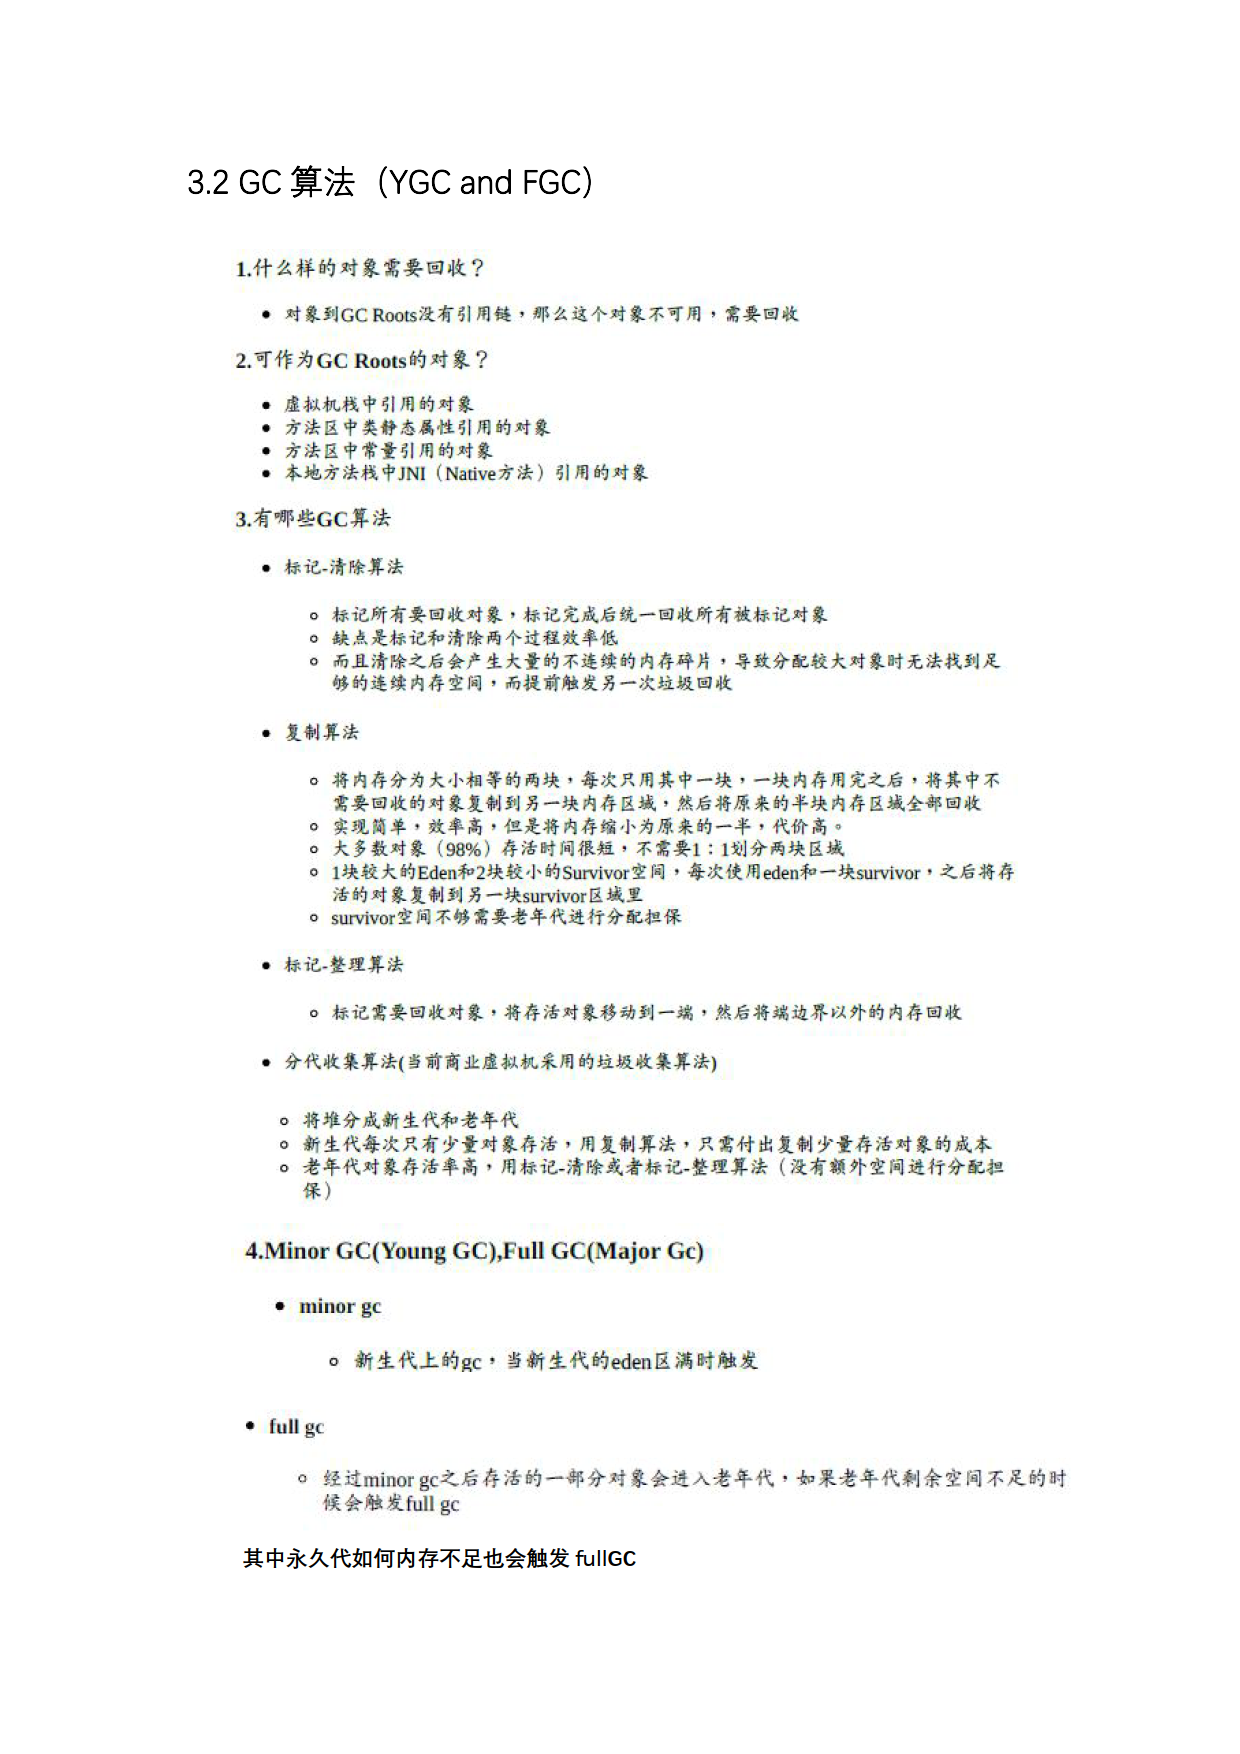 3.2 GC 算法（YGC and FGC）
1.什么样的对象需要回收？
• 对象到GC Roots没有引用链，那么这个对象不可用，需要回收
2.可作为GC Roots的对象？
• 虚拟机栈中引用的对象
• 方法区中类静态属性引用的对象
• 方法区中常量引用的对象
• 本地方法栈中JNI（Native方法）引用的对象
3.有哪些GC算法
• 标记-清除算法
○ 标记所有要回收对象，标记完成后统一回收所有被标记对象
○ 缺点是标记和清除两个过程效率低
○ 而且清除之后会产生大量的不连续的内存碎片，导致分配较大对象时无法找到足
够的连续内存空间，而提前触发另一次垃圾回收
• 复制算法
○ 将内存分为大小相等的两块，每次只用其中一块，一块内存用完之后，将其中不
需要回收的对象复制到另一块内存区域，然后将原来的半块内存区域全部回收
○ 实现简单，效率高，但是将内存缩小为原来的一半，代价高。
○ 大多数对象（98%）存活时间很短，不需要1：1划分两块区域
○ 1块较大的Eden和2块较小的Survivor空间，每次使用eden和一块survivor，之后将存
活的对象复制到另一块survivor区域里
○ survivor空间不够需要老年代进行分配担保
• 标记-整理算法
○ 标记需要回收对象，将存活对象移动到一端，然后将端边界以外的内存回收
• 分代收集算法(当前商业虚拟机采用的垃圾收集算法)
○ 将堆分成新生代和老年代
○ 新生代每次只有少量对象存活，用复制算法，只需付出复制少量存活对象的成本
○ 老年代对象存活率高，用标记-清除或者标记-整理算法（没有额外空间进行分配担
保）
4.Minor GC(Young GC),Full GC(Major Gc)
• minor gc
○ 新生代上的gc，当新生代的eden区满时触发
• full gc
○ 经过minor gc之后存活的一部分对象会进入老年代，如果老年代剩余空间不足的时
候会触发full gc
其中永久代如何内存不足也会触发 fullGC